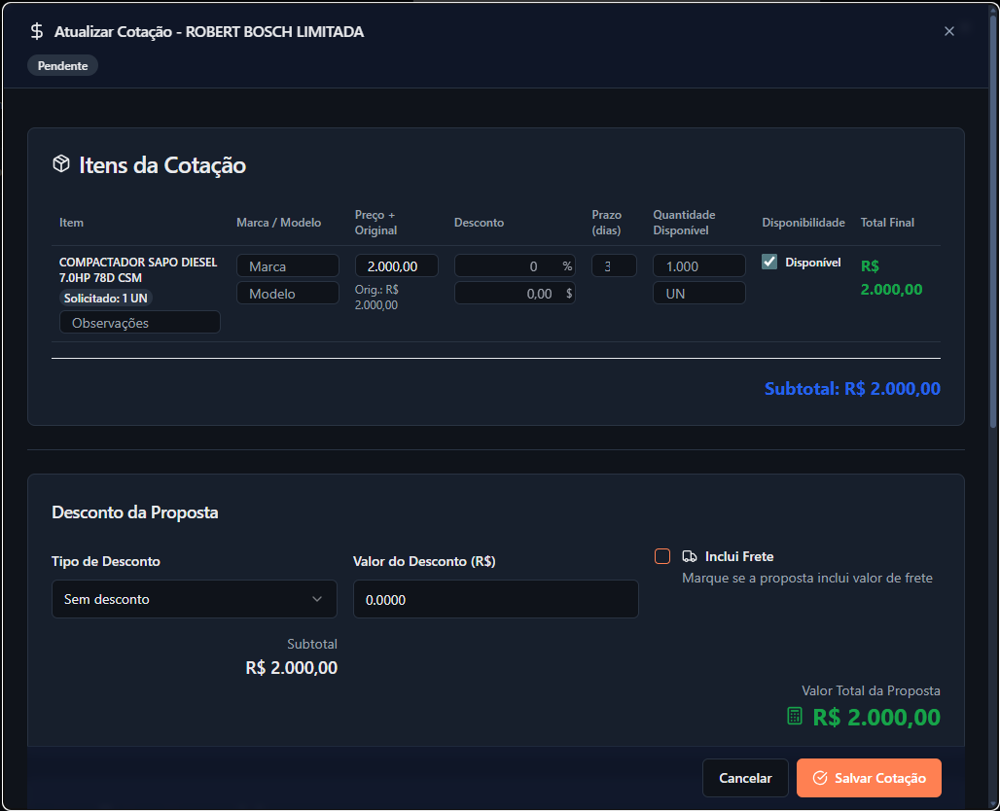 Atualizar Cotação - ROBERT BOSCH LIMITADA
Pendente
Itens da Cotação
Item
Marca / Modelo
Preço +
Original
Desconto
Prazo
(dias)
Quantidade
Disponível
Disponibilidade
Total Final
COMPACTADOR SAPO DIESEL
7.0HP 78D CSM
Solicitado: 1 UN
Observações
Marca
Modelo
2.000,00
Orig.: R$
2.000,00
0 %
0,00 $
3
1.000
UN
Disponível
R$
2.000,00
Subtotal: R$ 2.000,00
Desconto da Proposta
Tipo de Desconto
Sem desconto
Valor do Desconto (R$)
0.0000
Inclui Frete
Marque se a proposta inclui valor de frete
Subtotal
R$ 2.000,00
Valor Total da Proposta
R$ 2.000,00
Cancelar
Salvar Cotação